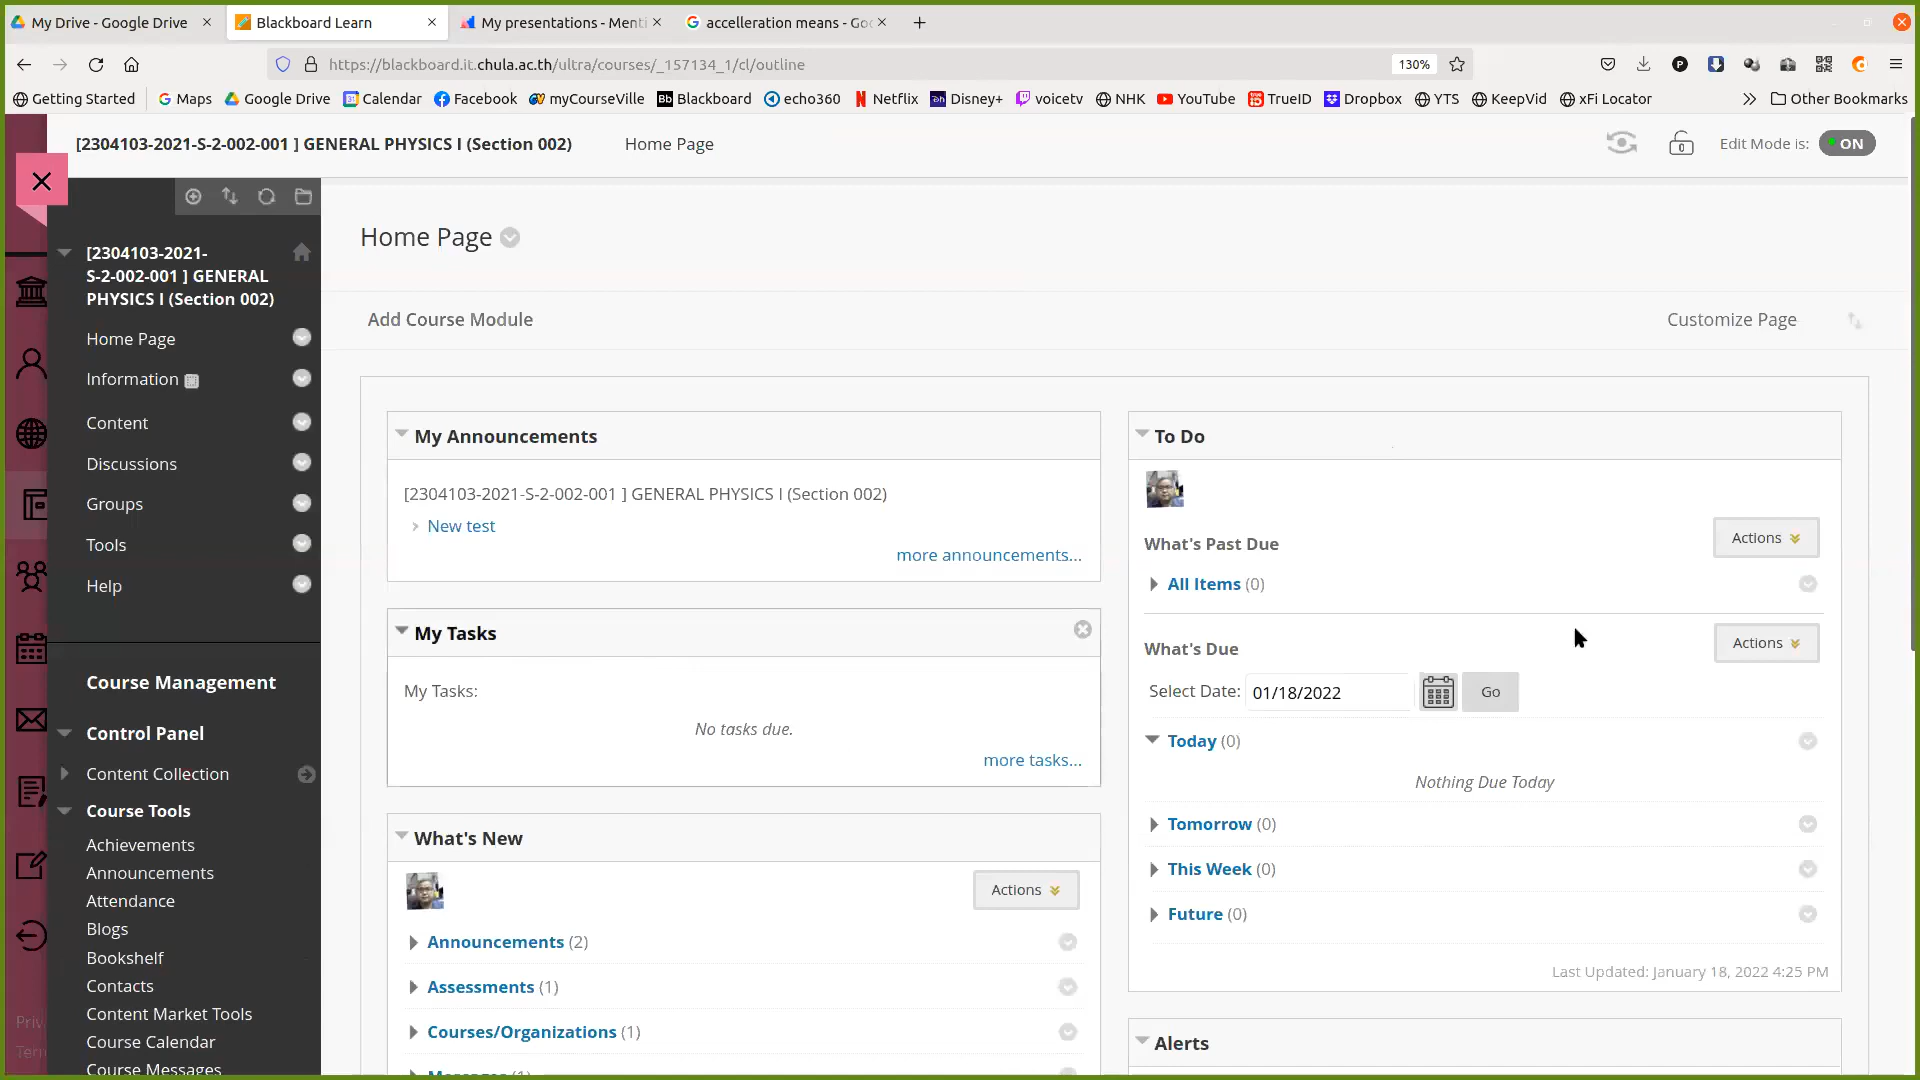 My Drive - Google Drive
Blackboard Learn
My presentations - Menti
accelleration means - Goo
https://blackboard.it.chula.ac.th/ultra/courses/_157134_1/cl/outline
130%
Getting Started
Maps
Google Drive
Calendar
Facebook
myCourseVille
Bb Blackboard
echo360
Netflix
Disney+
voicetv
NHK
YouTube
TrueID
Dropbox
YTS
KeepVid
xFi Locator
Other Bookmarks
[2304103-2021-S-2-002-001 ] GENERAL PHYSICS I (Section 002)
Home Page
0
Edit Mode is:
ON
[2304103-2021-
S-2-002-001 ] GENERAL
PHYSICS I (Section 002)
Home Page
Information
Content
Discussions
Groups
Tools
Help
Course Management
Control Panel
Content Collection
Course Tools
Achievements
Announcements
Attendance
Blogs
Bookshelf
Contacts
Content Market Tools
Course Calendar
Course Messages
Home Page
Add Course Module
Customize Page
My Announcements
[2304103-2021-S-2-002-001 ] GENERAL PHYSICS I (Section 002)
New test
more announcements...
My Tasks
My Tasks:
No tasks due.
more tasks...
What's New
Actions
Announcements (2)
Assessments (1)
Courses/Organizations (1)
Messages (1)
To Do
What's Past Due
Actions
All Items (0)
What's Due
Actions
Select Date: 01/18/2022
Go
Today (0)
Nothing Due Today
Tomorrow (0)
This Week (0)
Future (0)
Last Updated: January 18, 2022 4:25 PM
Alerts